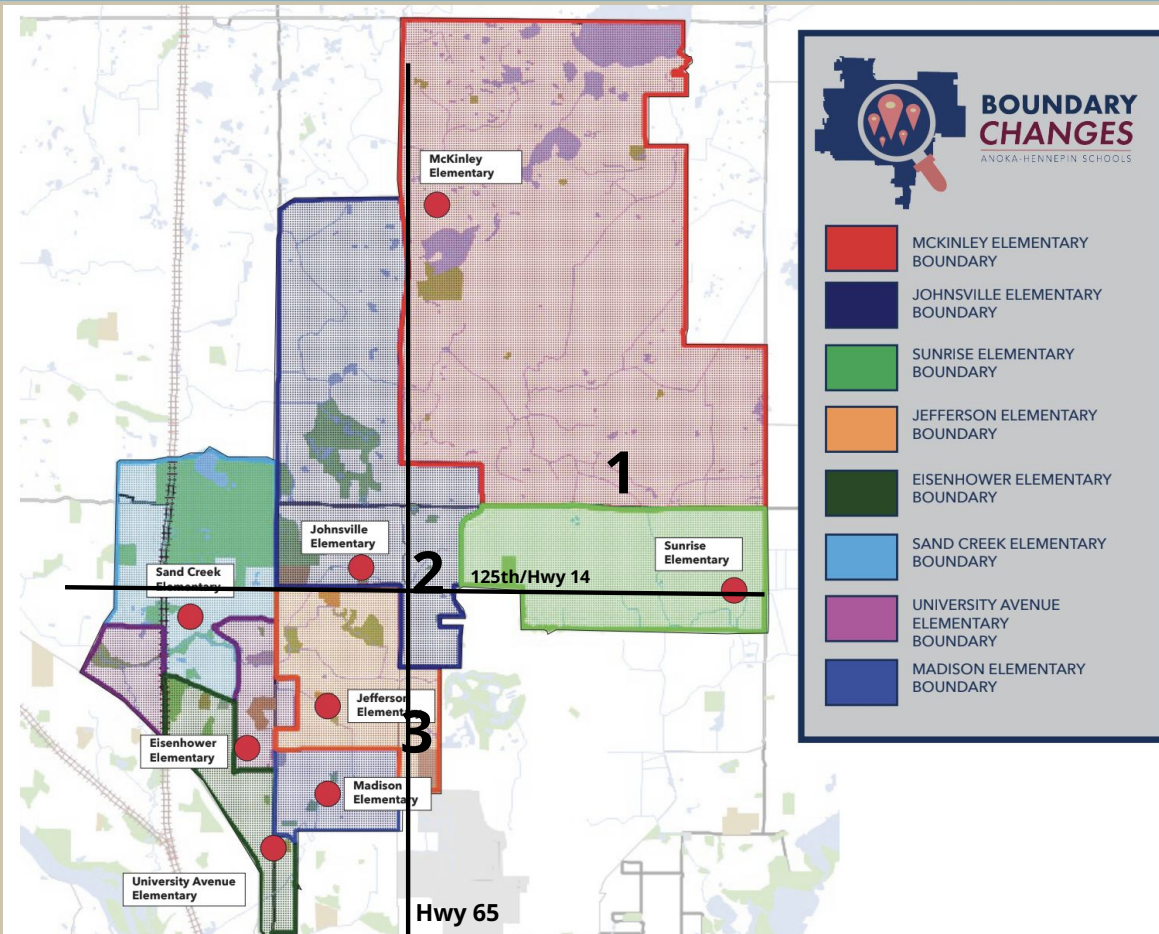 McKinley
Elementary
1
Johnsville
Elementary
2
Sunrise
Elementary
125th/Hwy 14
Sand Creek
Elementary
Jefferson
Element
3
Eisenhower
Elementary
Madison
Elementary
University Avenue
Elementary
Hwy 65
BOUNDARY
CHANGES
ANOKA-HENNEPIN SCHOOLS
MCKINLEY ELEMENTARY
BOUNDARY
JOHNSVILLE ELEMENTARY
BOUNDARY
SUNRISE ELEMENTARY
BOUNDARY
JEFFERSON ELEMENTARY
BOUNDARY
EISENHOWER ELEMENTARY
BOUNDARY
SAND CREEK ELEMENTARY
BOUNDARY
UNIVERSITY AVENUE
ELEMENTARY
BOUNDARY
MADISON ELEMENTARY
BOUNDARY